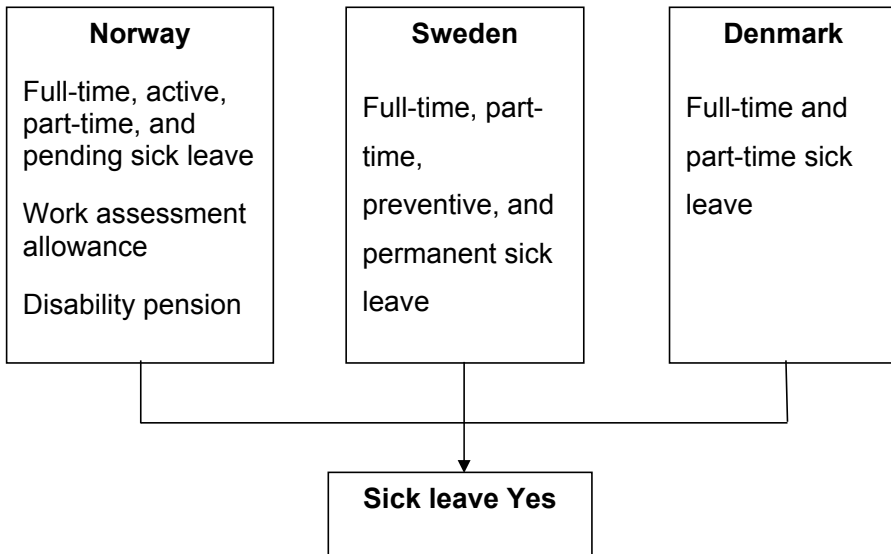 Norway
Full-time, active,
part-time, and
pending sick leave
Work assessment
allowance
Disability pension
Sweden
Full-time, part-
time,
preventive, and
permanent sick
leave
Denmark
Full-time and
part-time sick
leave
Sick leave Yes